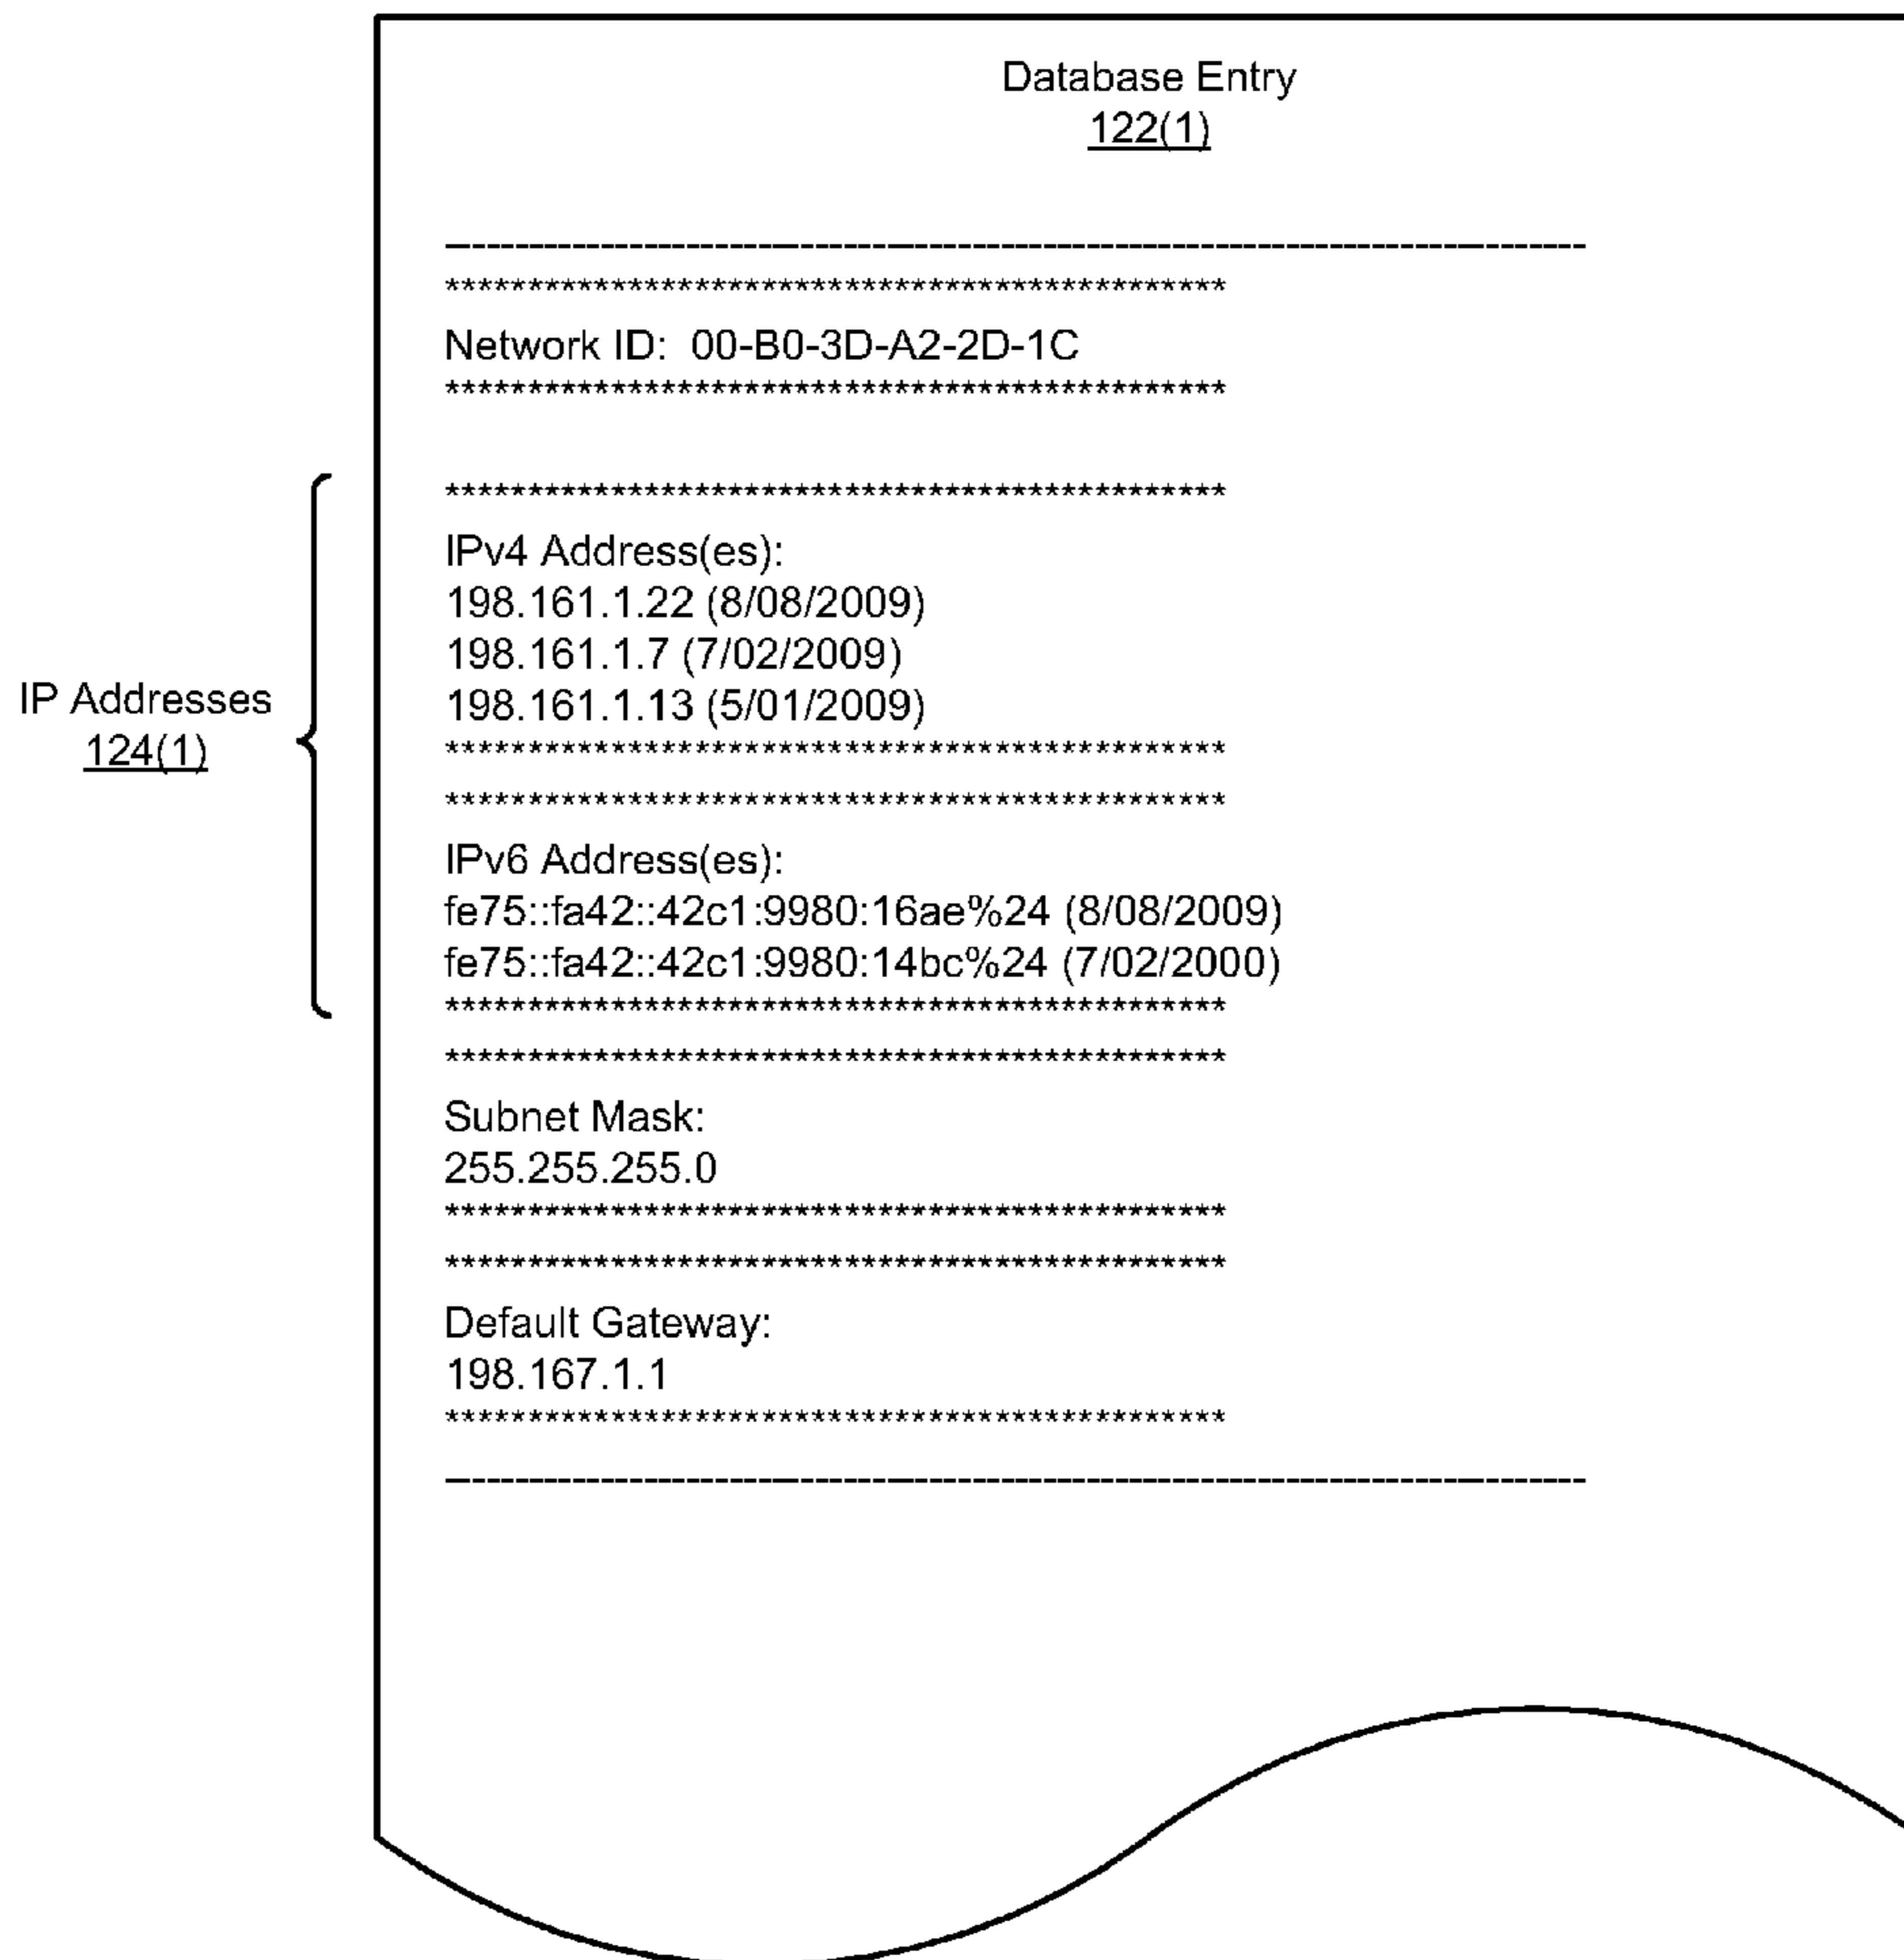 Database Entry
122(1)
------------------------------------------------------------------------------
***********************************************
Network ID:  00-B0-3D-A2-2D-1C
***********************************************
***********************************************
IPv4 Address(es):
198.161.1.22 (8/08/2009)
198.161.1.7 (7/02/2009)
198.161.1.13 (5/01/2009)
***********************************************
***********************************************
IPv6 Address(es):
fe75::fa42::42c1:9980:16ae%24 (8/08/2009)
fe75::fa42::42c1:9980:14bc%24 (7/02/2000)
***********************************************
***********************************************
Subnet Mask:
255.255.255.0
***********************************************
***********************************************
Default Gateway:
198.167.1.1
***********************************************
------------------------------------------------------------------------------
IP Addresses
124(1)